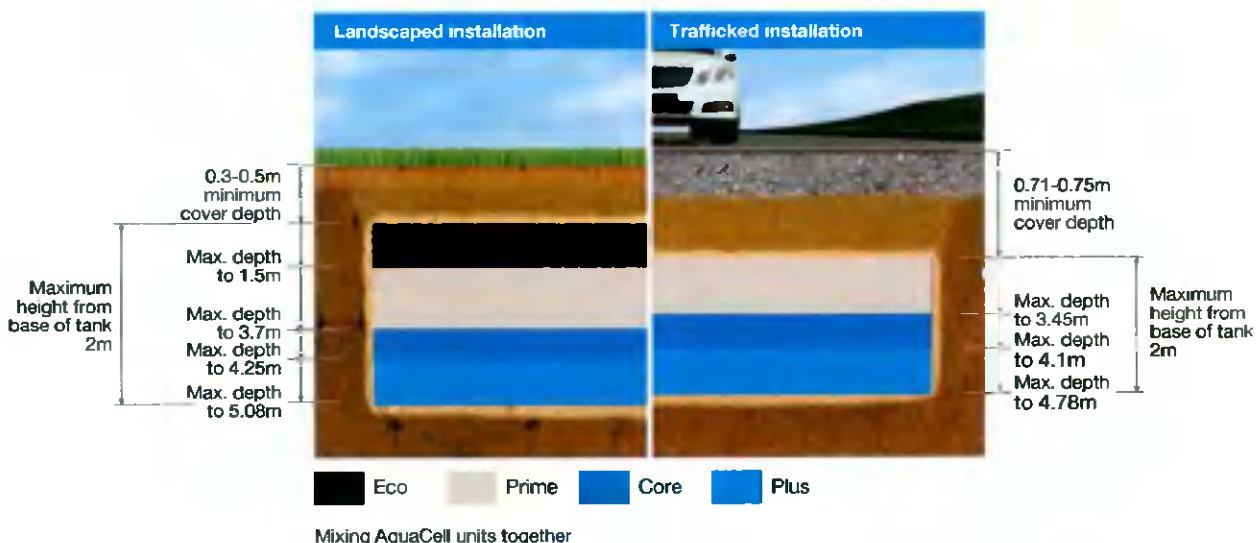 Landscaped installation
Trafficked installation
0.3-0.5m
minimum
cover depth
Max. depth
to 1.5m
Maximum
height from
base of tank
2m
Max. depth
to 3.7m
Max. depth
to 4.25m
Max. depth
to 5.08m
0.71-0.75m
minimum
cover depth
Max. depth
to 3.45m
Max. depth
to 4.1m
Max. depth
to 4.78m
Maximum
height from
base of tank
2m
Eco
Prime
Core
Plus
Mixing AquaCell units together